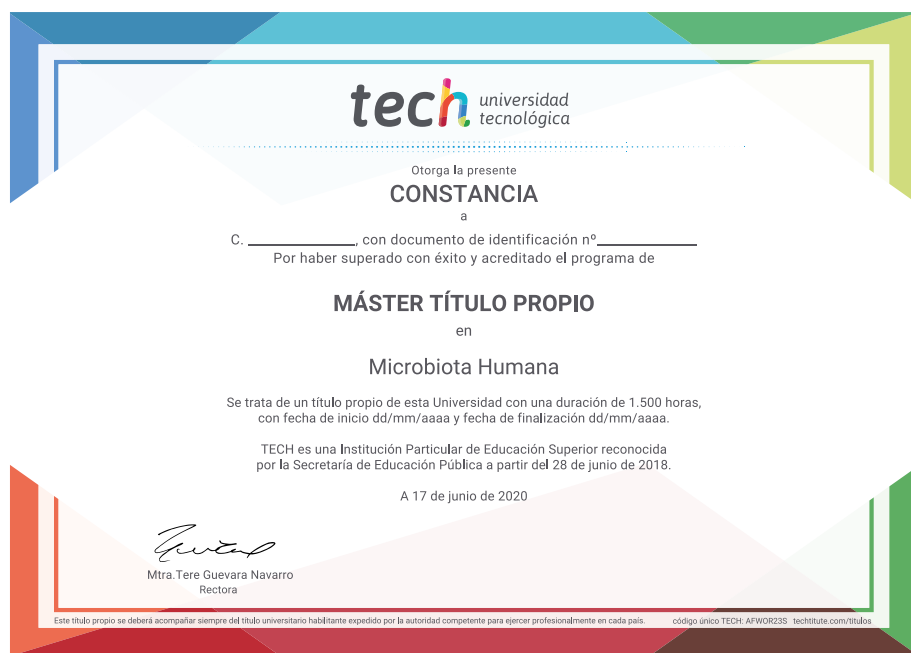 tech universidad
tecnológica
Otorga la presente
CONSTANCIA
a
C. ____________, con documento de identificación nº____________
Por haber superado con éxito y acreditado el programa de
MÁSTER TÍTULO PROPIO
en
Microbiota Humana
Se trata de un título propio de esta Universidad con una duración de 1.500 horas,
con fecha de inicio dd/mm/aaaa y fecha de finalización dd/mm/aaaa.
TECH es una Institución Particular de Educación Superior reconocida
por la Secretaría de Educación Pública a partir del 28 de junio de 2018.
A 17 de junio de 2020
Mtra.Tere Guevara Navarro
Rectora
Este título propio se deberá acompañar siempre del título universitario habilitante expedido por la autoridad competente para ejercer profesionalmente en cada país. código único TECH: AFWOR23S techtitute.com/titulos